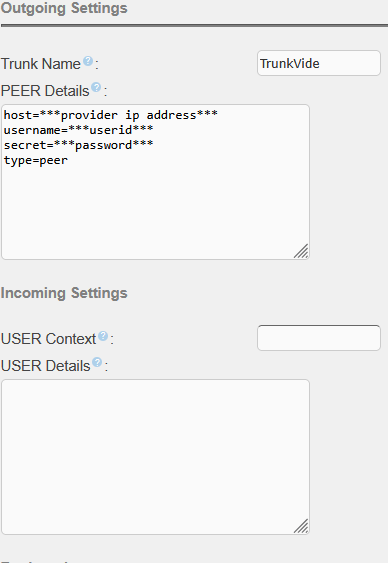 Outgoing Settings
Trunk Name?: TrunkVide
PEER Details?:
host=***provider ip address***
username=***userid***
secret=***password***
type=peer
Incoming Settings
USER Context?:
USER Details?: